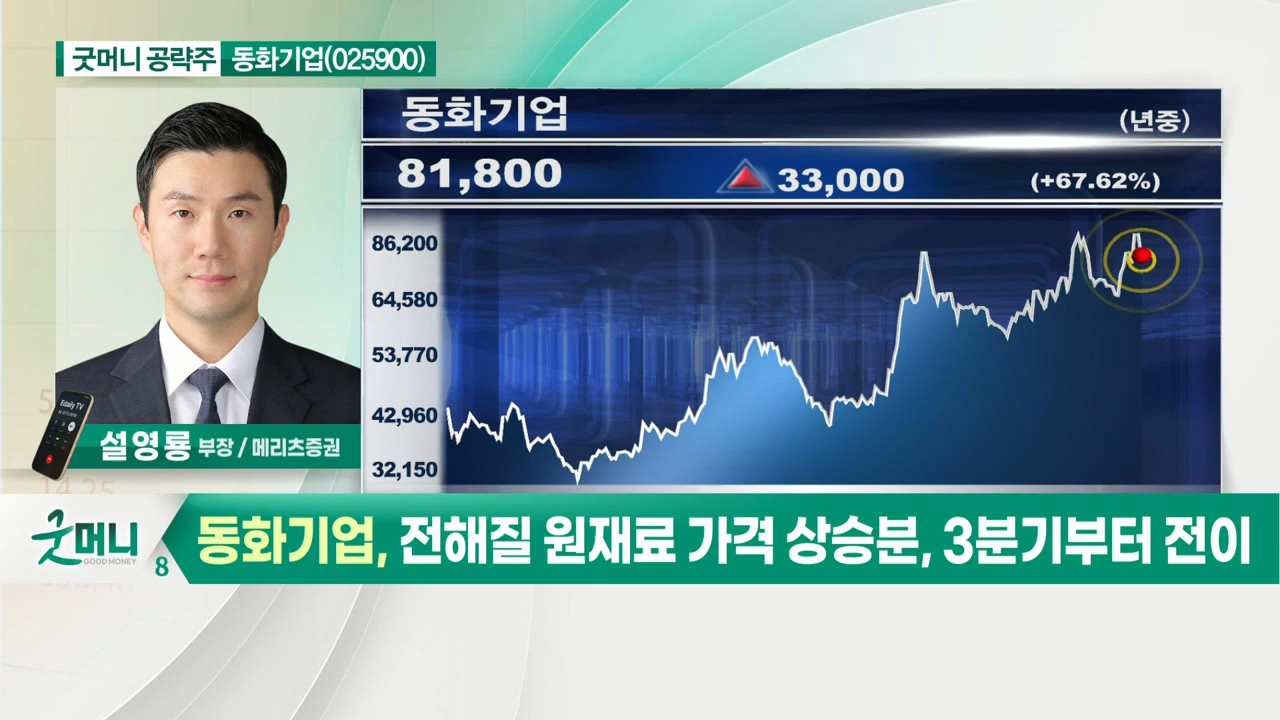 굿머니 공략주 동화기업(025900)
동화기업
(년중)
81,800 33,000 (+67.62%)
86,200
64,580
53,770
42,960
32,150
Edaily TV
설영룡 부장 / 메리츠증권
굿머니
GOOD MONEY
8
동화기업, 전해질 원재료 가격 상승분, 3분기부터 전이
14.25